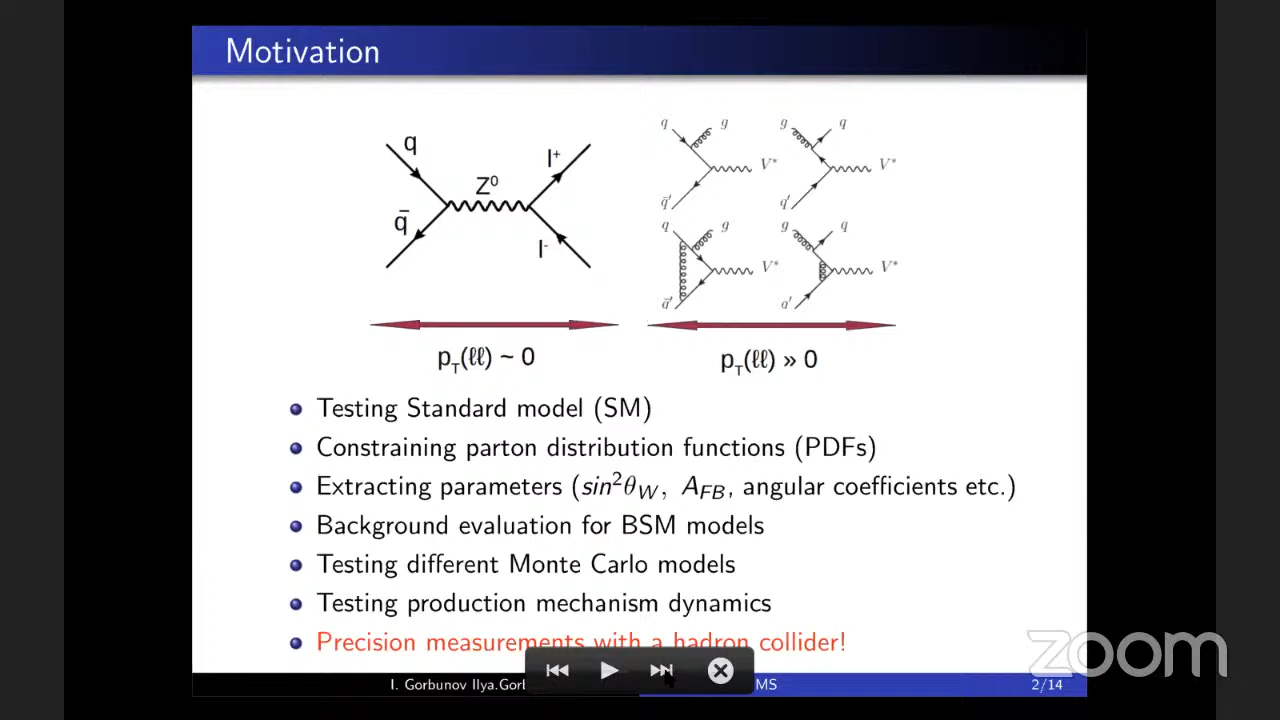 Motivation
q
q̄
Z⁰
l⁺
l⁻
q g
V*
q̄′
g q
V*
q′
q g
V*
q̄′
g q
V*
q′
p_T(ℓℓ) ~ 0
p_T(ℓℓ) » 0
Testing Standard model (SM)
Constraining parton distribution functions (PDFs)
Extracting parameters (sin²θ_W, A_FB, angular coefficients etc.)
Background evaluation for BSM models
Testing different Monte Carlo models
Testing production mechanism dynamics
Precision measurements with a hadron collider!
I. Gorbunov
MS
2/14
zoom